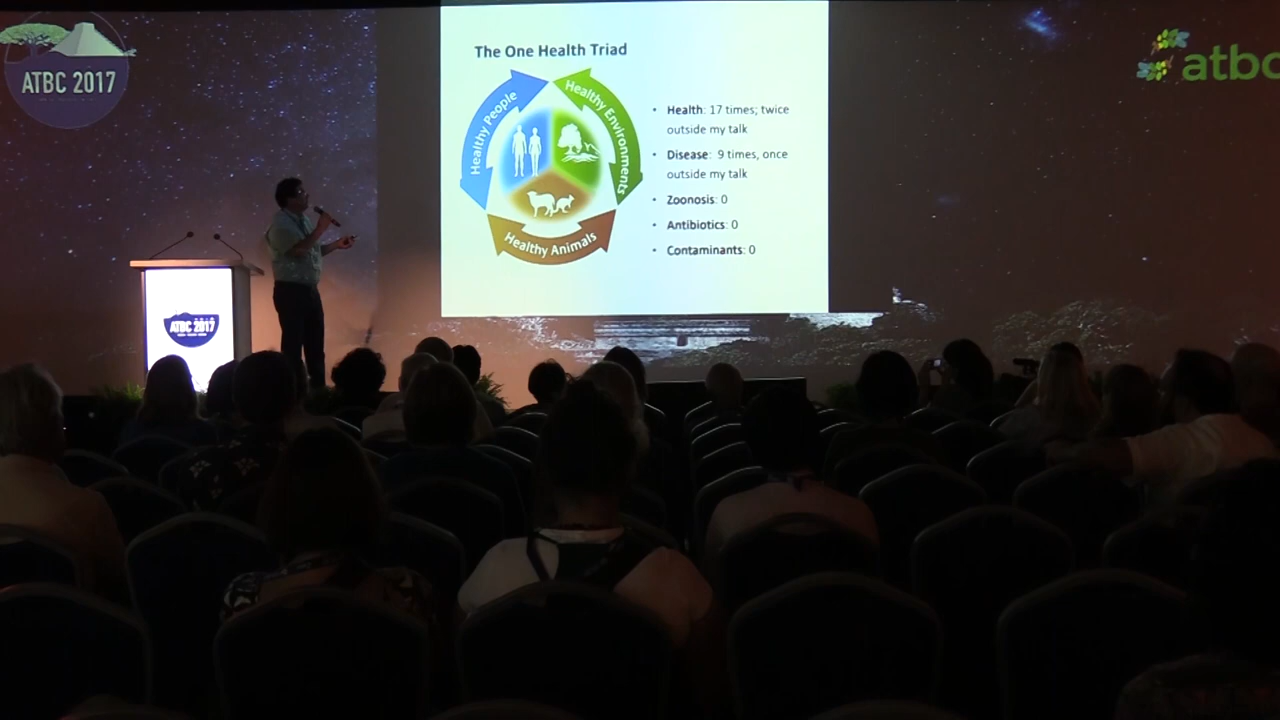 ATBC 2017
atbc
The One Health Triad
Healthy People
Healthy Environments
Healthy Animals
• Health: 17 times; twice
outside my talk
• Disease: 9 times, once
outside my talk
• Zoonosis: 0
• Antibiotics: 0
• Contaminants: 0
ATBC 2017